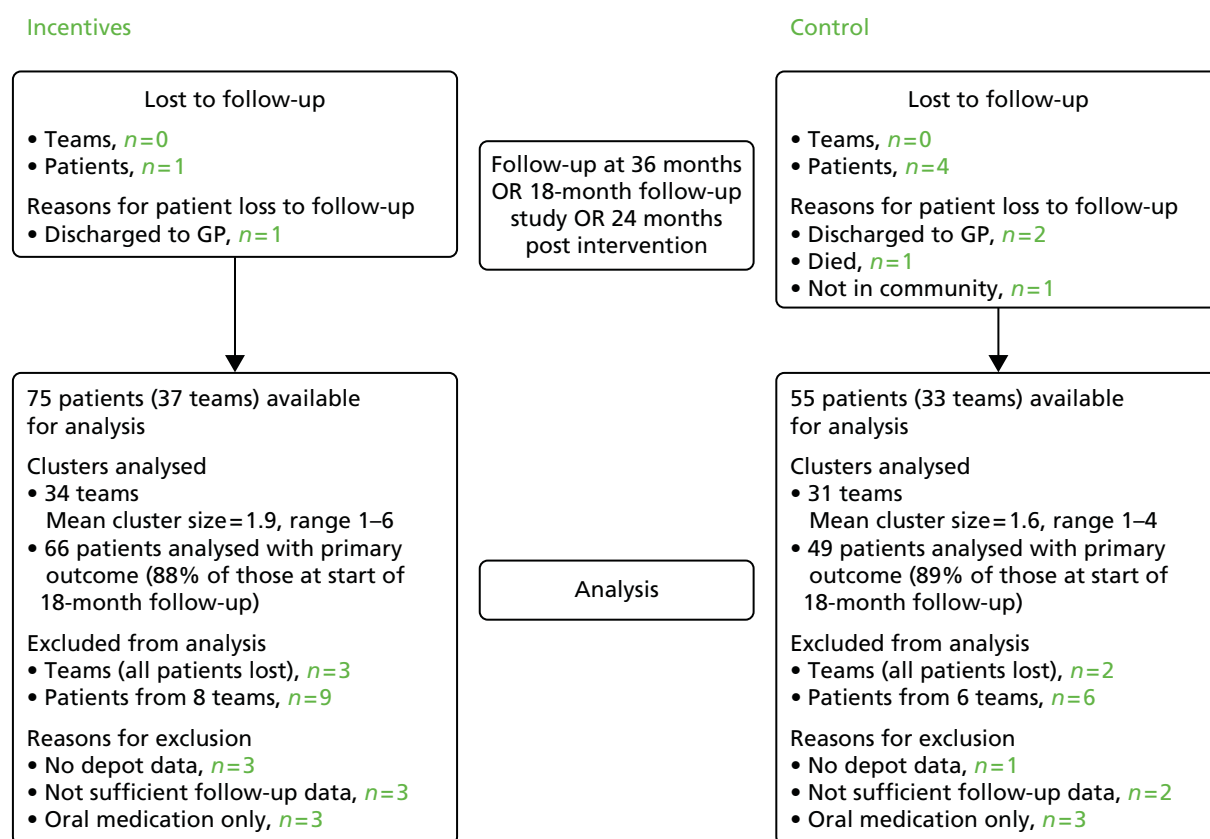 Incentives
Lost to follow-up
• Teams, n=0
• Patients, n=1
Reasons for patient loss to follow-up
• Discharged to GP, n=1
Follow-up at 36 months
OR 18-month follow-up
study OR 24 months
post intervention
Control
Lost to follow-up
• Teams, n=0
• Patients, n=4
Reasons for patient loss to follow-up
• Discharged to GP, n=2
• Died, n=1
• Not in community, n=1
75 patients (37 teams) available
for analysis
Clusters analysed
• 34 teams
Mean cluster size=1.9, range 1–6
• 66 patients analysed with primary
outcome (88% of those at start of
18-month follow-up)
Excluded from analysis
• Teams (all patients lost), n=3
• Patients from 8 teams, n=9
Reasons for exclusion
• No depot data, n=3
• Not sufficient follow-up data, n=3
• Oral medication only, n=3
Analysis
55 patients (33 teams) available
for analysis
Clusters analysed
• 31 teams
Mean cluster size=1.6, range 1–4
• 49 patients analysed with primary
outcome (89% of those at start of
18-month follow-up)
Excluded from analysis
• Teams (all patients lost), n=2
• Patients from 6 teams, n=6
Reasons for exclusion
• No depot data, n=1
• Not sufficient follow-up data, n=2
• Oral medication only, n=3